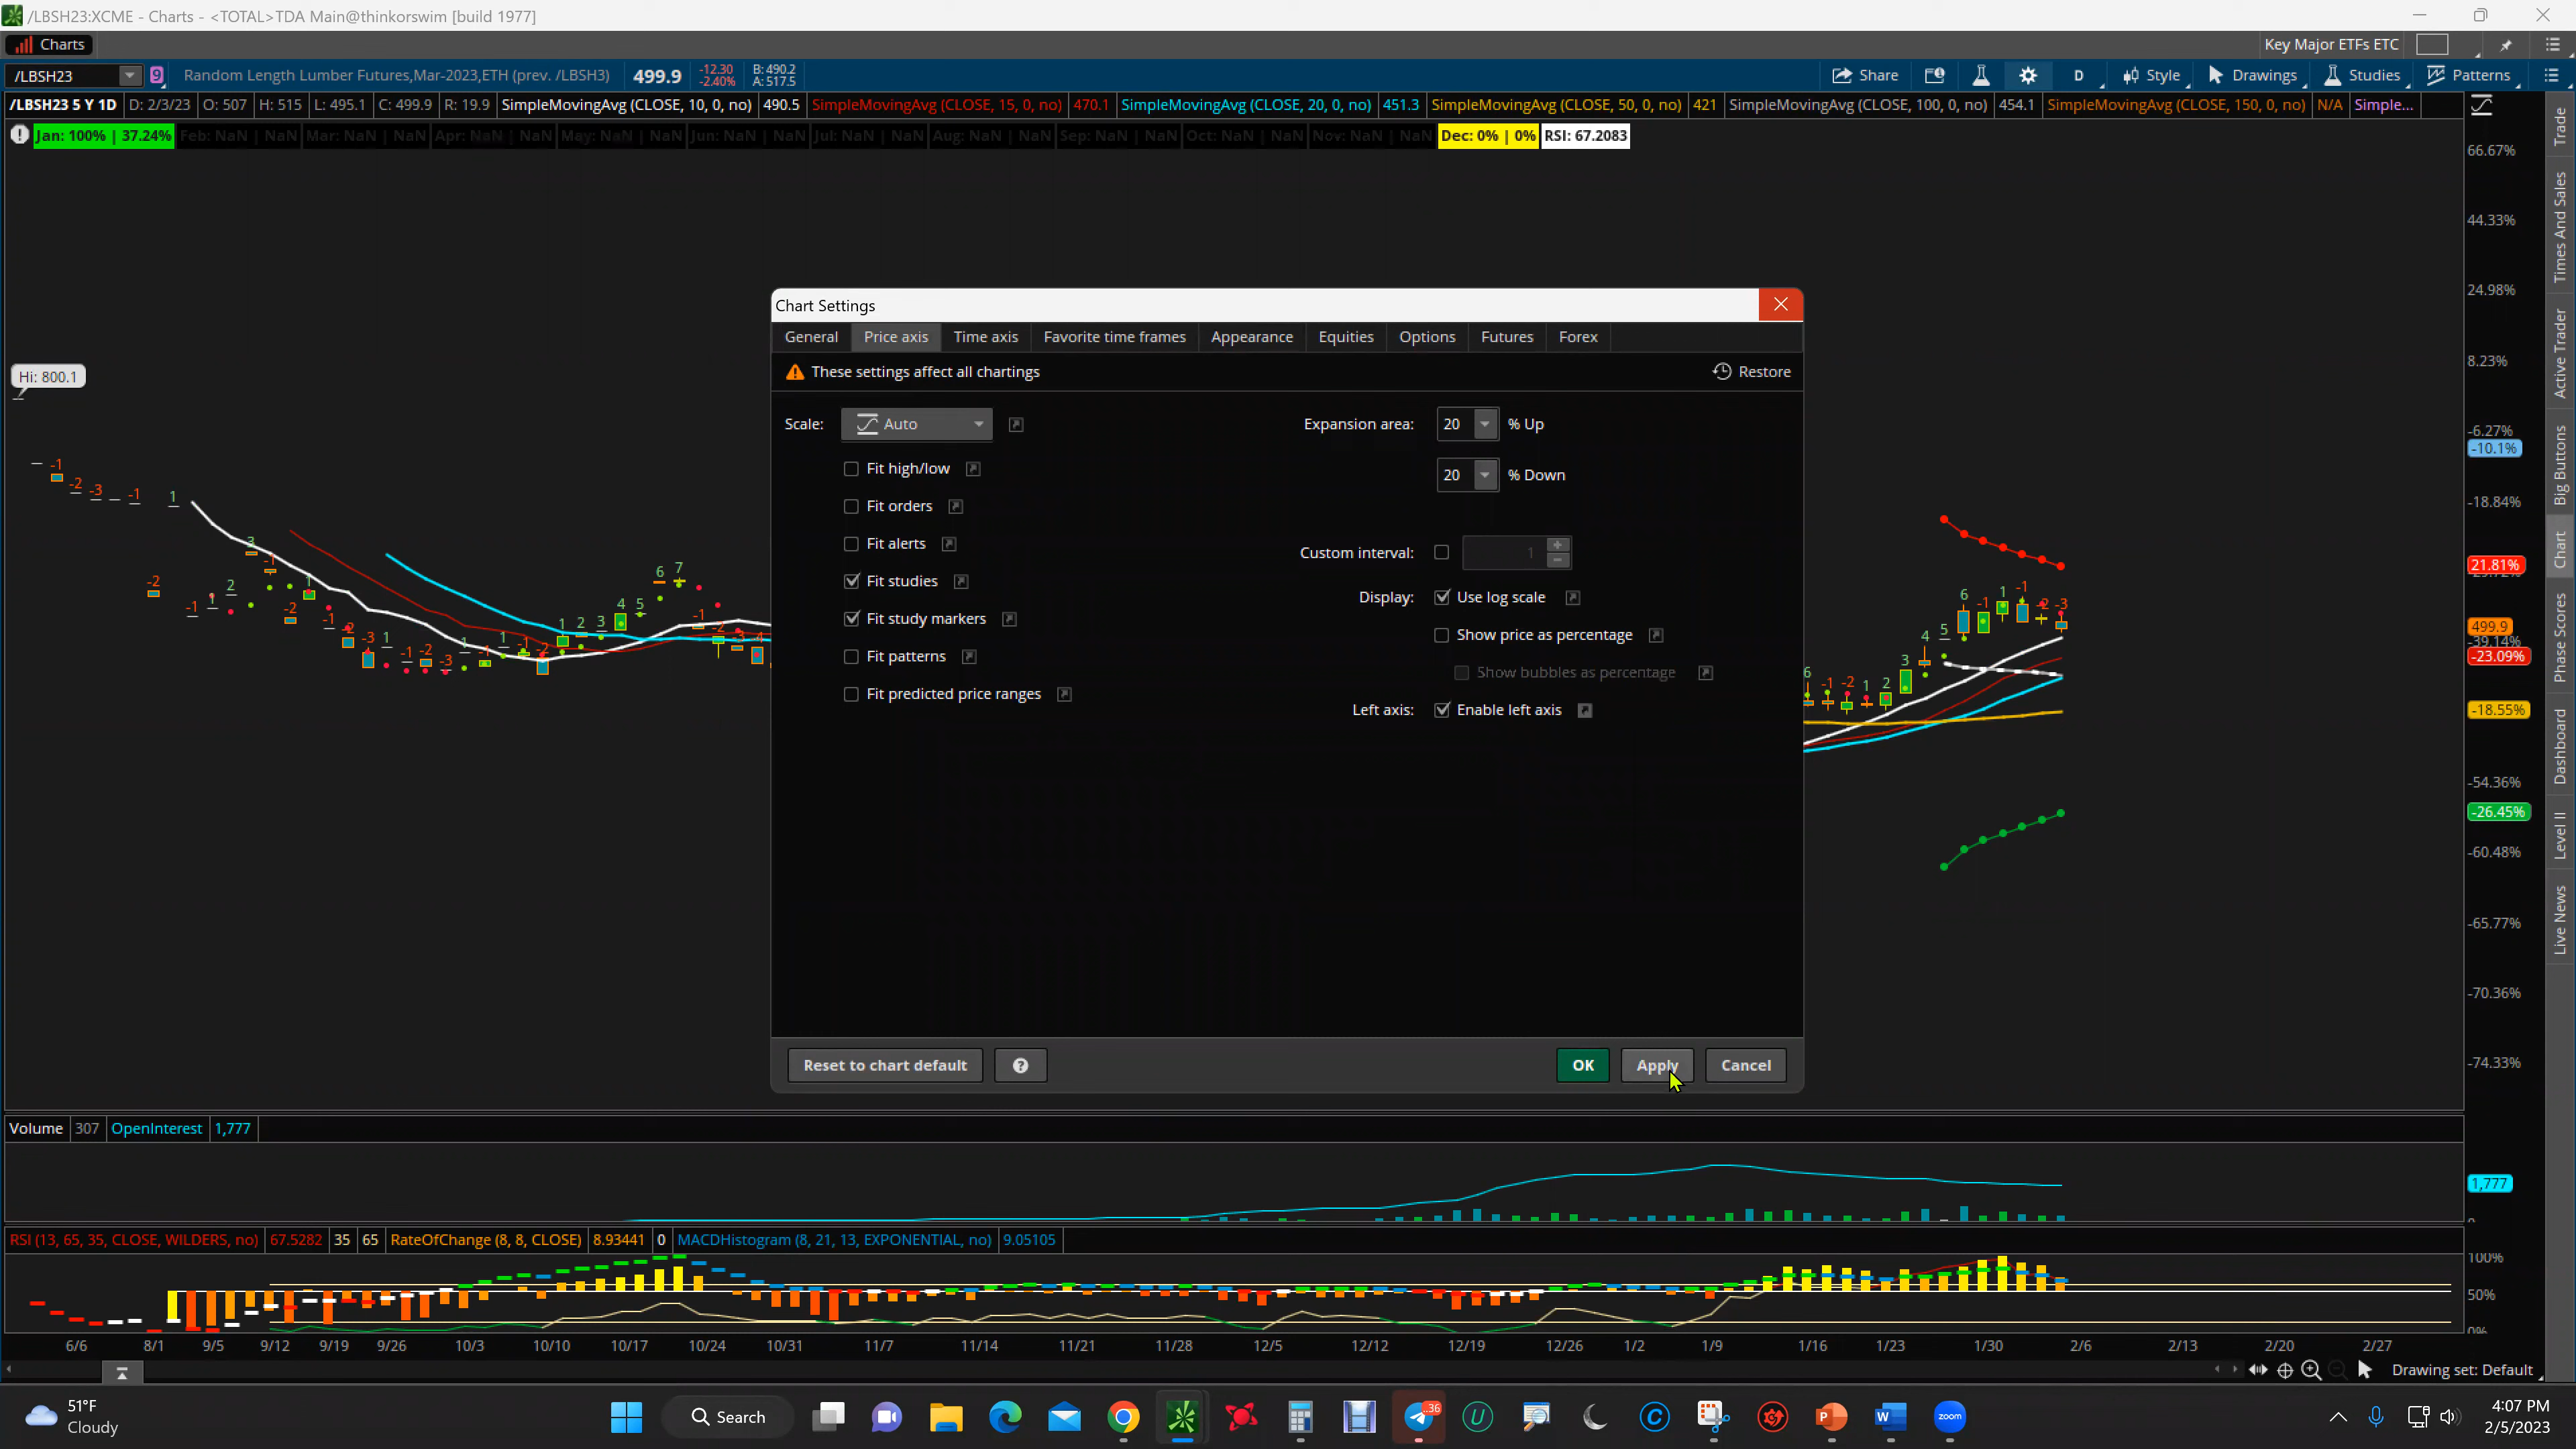 /LBSH23:XCME - Charts - <TOTAL>TDA Main@thinkorswim [build 1977]
Charts Key Major ETFs ETC
/LBSH23 9 Random Length Lumber Futures,Mar-2023,ETH (prev. /LBSH3) 499.9 -12.30 B: 490.2
-2.40% A: 517.5
Share D Style Drawings Studies Patterns
/LBSH23 5 Y 1D D: 2/3/23 O: 507 H: 515 L: 495.1 C: 499.9 R: 19.9 SimpleMovingAvg (CLOSE, 10, 0, no) 490.5 SimpleMovingAvg (CLOSE, 15, 0, no) 470.1 SimpleMovingAvg (CLOSE, 20, 0, no) 451.3 SimpleMovingAvg (CLOSE, 50, 0, no) 421 SimpleMovingAvg (CLOSE, 100, 0, no) 454.1 SimpleMovingAvg (CLOSE, 150, 0, no) N/A Simple...
Jan: 100% | 37.24% Feb: NaN | NaN Mar: NaN | NaN Apr: NaN | NaN May: NaN | NaN Jun: NaN | NaN Jul: NaN | NaN Aug: NaN | NaN Sep: NaN | NaN Oct: NaN | NaN Nov: NaN | NaN Dec: 0% | 0% RSI: 67.2083
Hi: 800.1
Chart Settings
General Price axis Time axis Favorite time frames Appearance Equities Options Futures Forex
These settings affect all chartings Restore
Scale: Auto
Fit high/low
Fit orders
Fit alerts
Fit studies
Fit study markers
Fit patterns
Fit predicted price ranges
Expansion area: 20 % Up
20 % Down
Custom interval: 1
Display: Use log scale
Show price as percentage
Show bubbles as percentage
Left axis: Enable left axis
Reset to chart default ? OK Apply Cancel
66.67%
44.33%
24.98%
8.23%
-6.27%
-10.1%
-18.84%
21.81%
499.9
-39.14%
-23.09%
-18.55%
-54.36%
-26.45%
-60.48%
-65.77%
-70.36%
-74.33%
Trade
Times And Sales
Active Trader
Big Buttons
Chart
Phase Scores
Dashboard
Level II
Live News
Volume 307 OpenInterest 1,777
1,777
RSI (13, 65, 35, CLOSE, WILDERS, no) 67.5282 35 65 RateOfChange (8, 8, CLOSE) 8.93441 0 MACDHistogram (8, 21, 13, EXPONENTIAL, no) 9.05105
100%
50%
0%
6/6 8/1 9/5 9/12 9/19 9/26 10/3 10/10 10/17 10/24 10/31 11/7 11/14 11/21 11/28 12/5 12/12 12/19 12/26 1/2 1/9 1/16 1/23 1/30 2/6 2/13 2/20 2/27
Drawing set: Default
51°F
Cloudy
Search
36
zoom
4:07 PM
2/5/2023